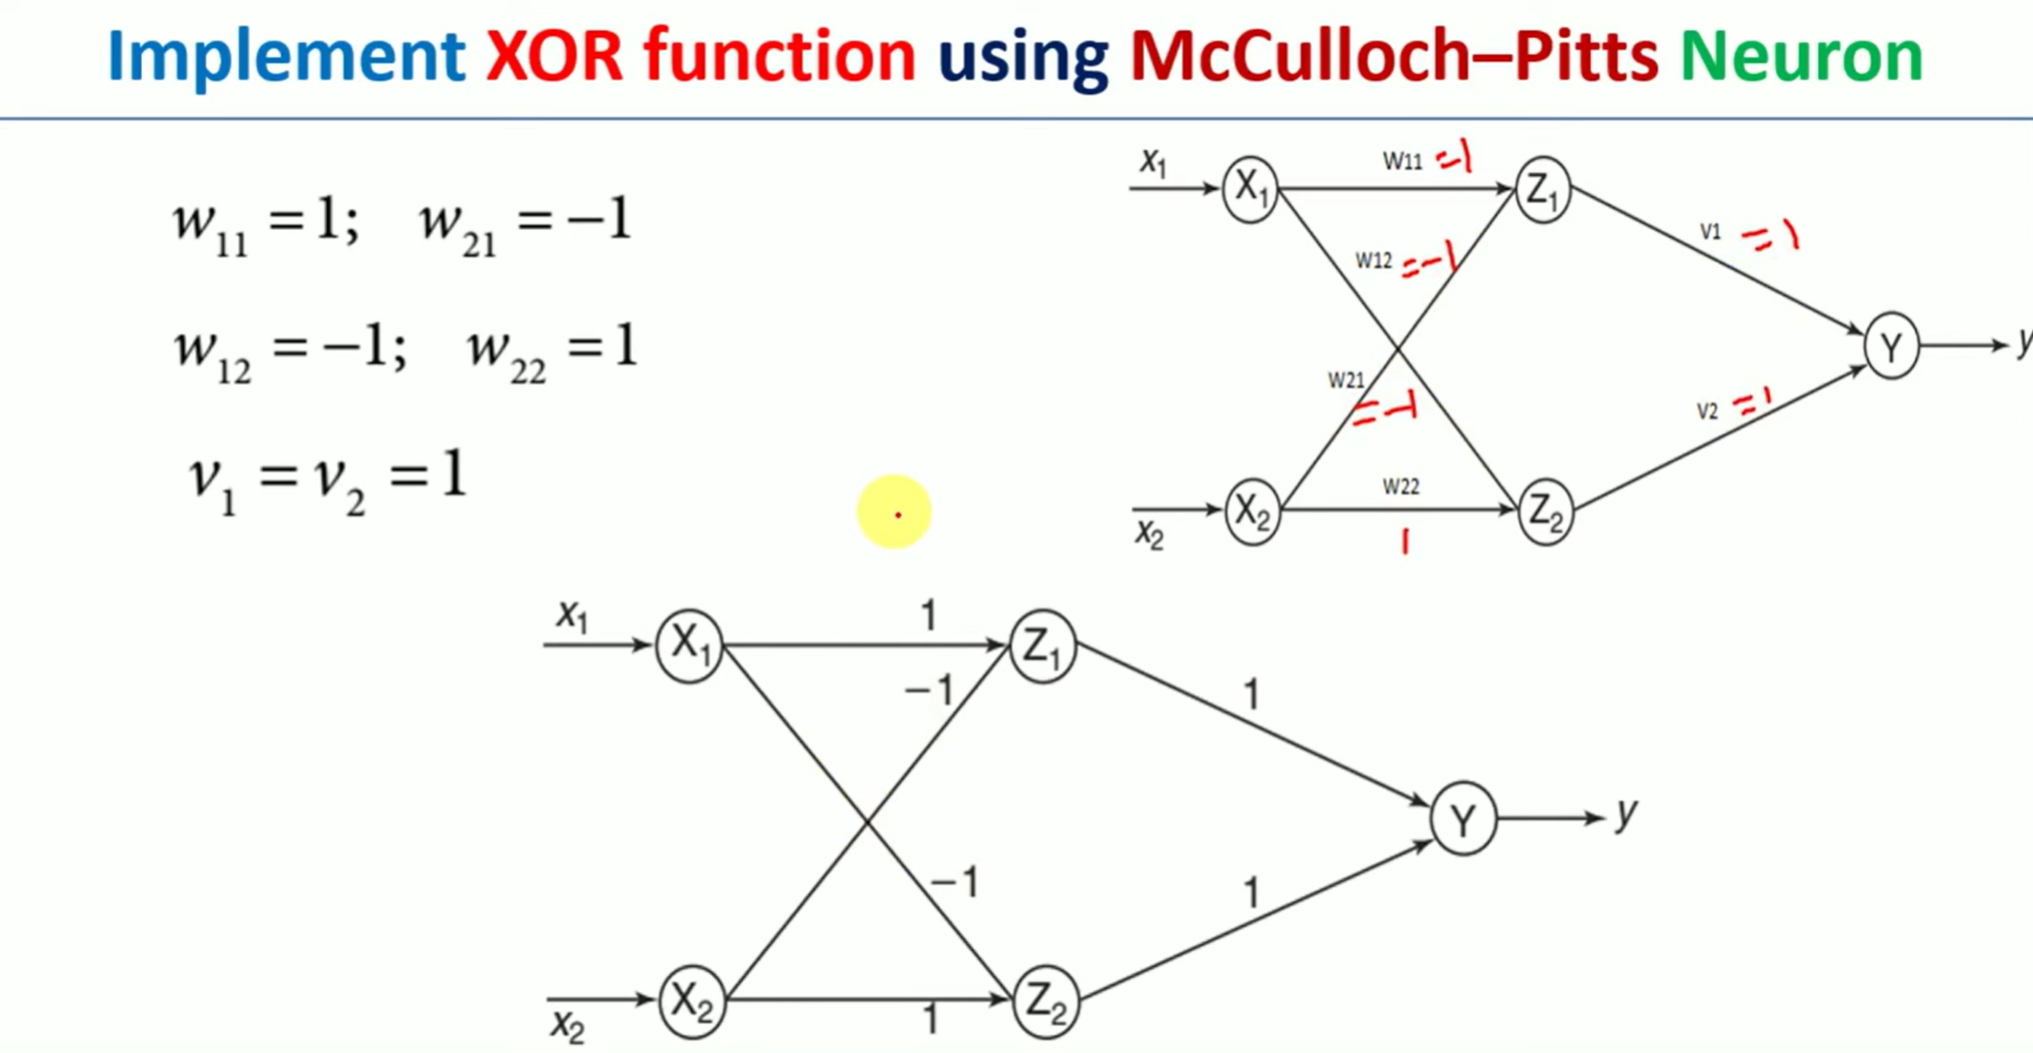 Implement XOR function using McCulloch–Pitts Neuron
w11 = 1; w21 = −1
w12 = −1; w22 = 1
v1 = v2 = 1
x1 X1 W11 =1 Z1
W12 =-1
V1 =1
W21 =-1
Y y
V2 =1
x2 X2 W22 1 Z2
x1 X1 1 Z1
−1
1
Y y
−1
1
x2 X2 1 Z2